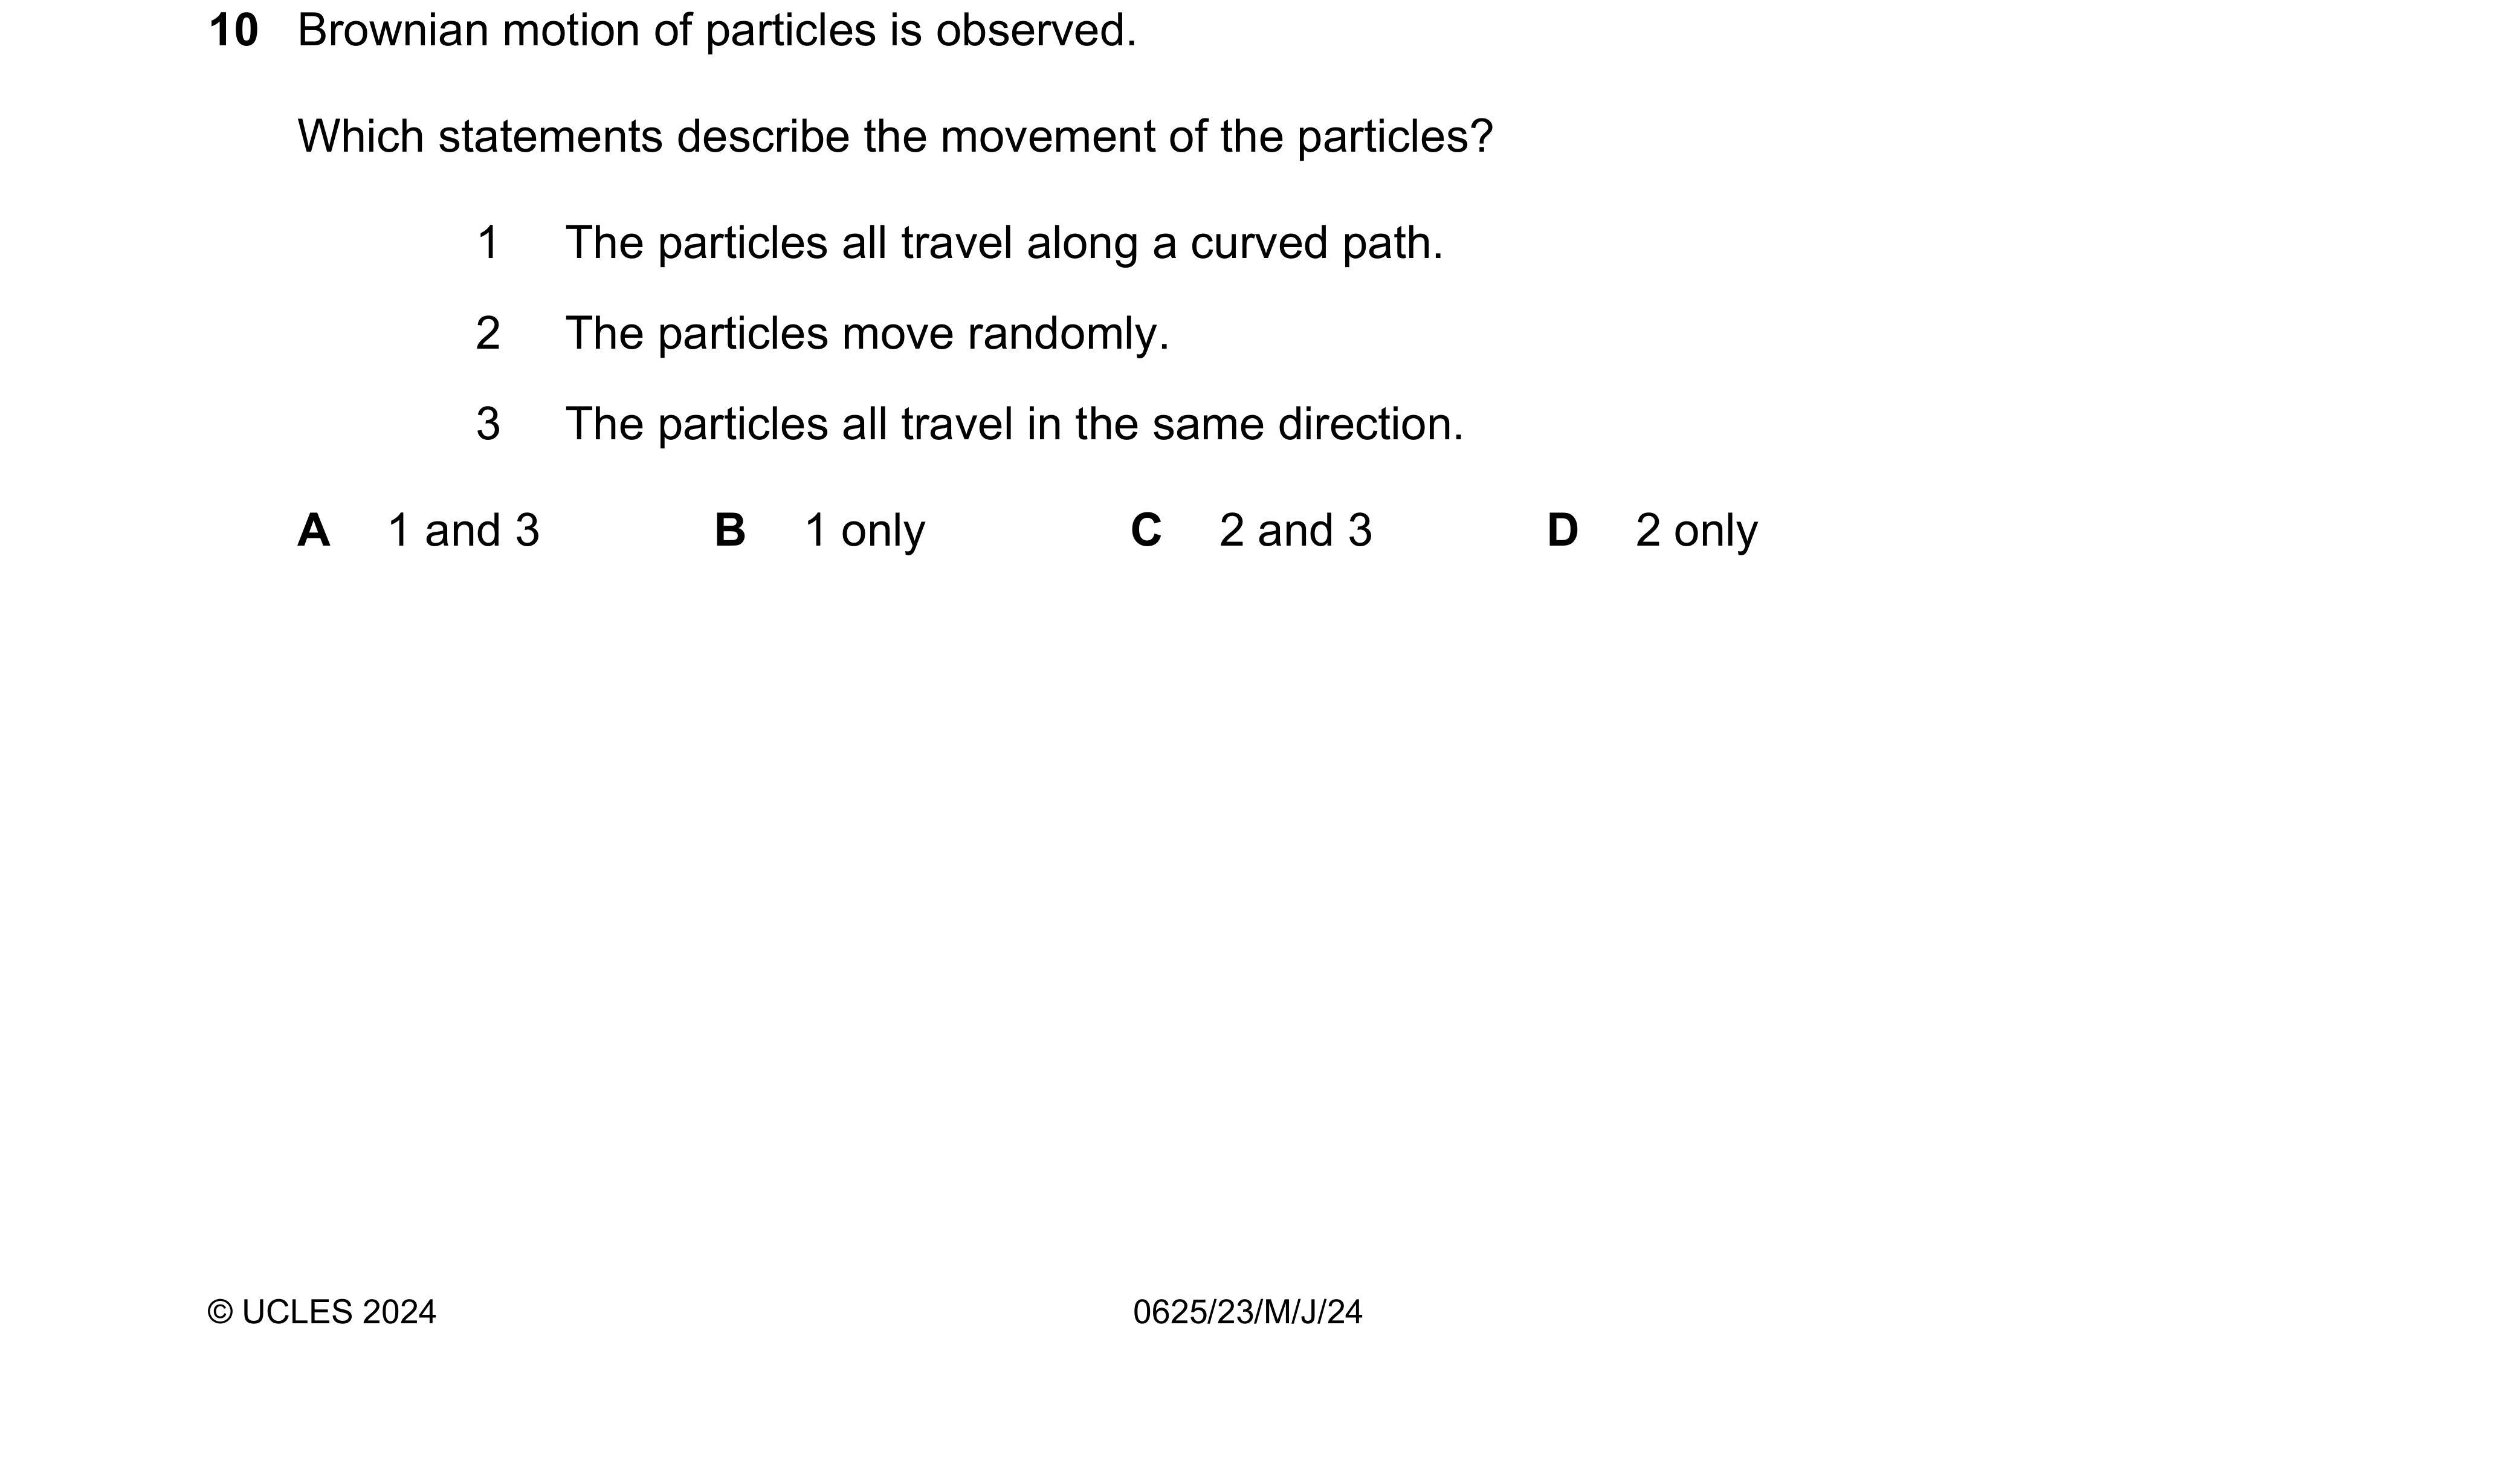 10 Brownian motion of particles is observed.
Which statements describe the movement of the particles?
1 The particles all travel along a curved path.
2 The particles move randomly.
3 The particles all travel in the same direction.
A 1 and 3 B 1 only C 2 and 3 D 2 only
© UCLES 2024 0625/23/M/J/24